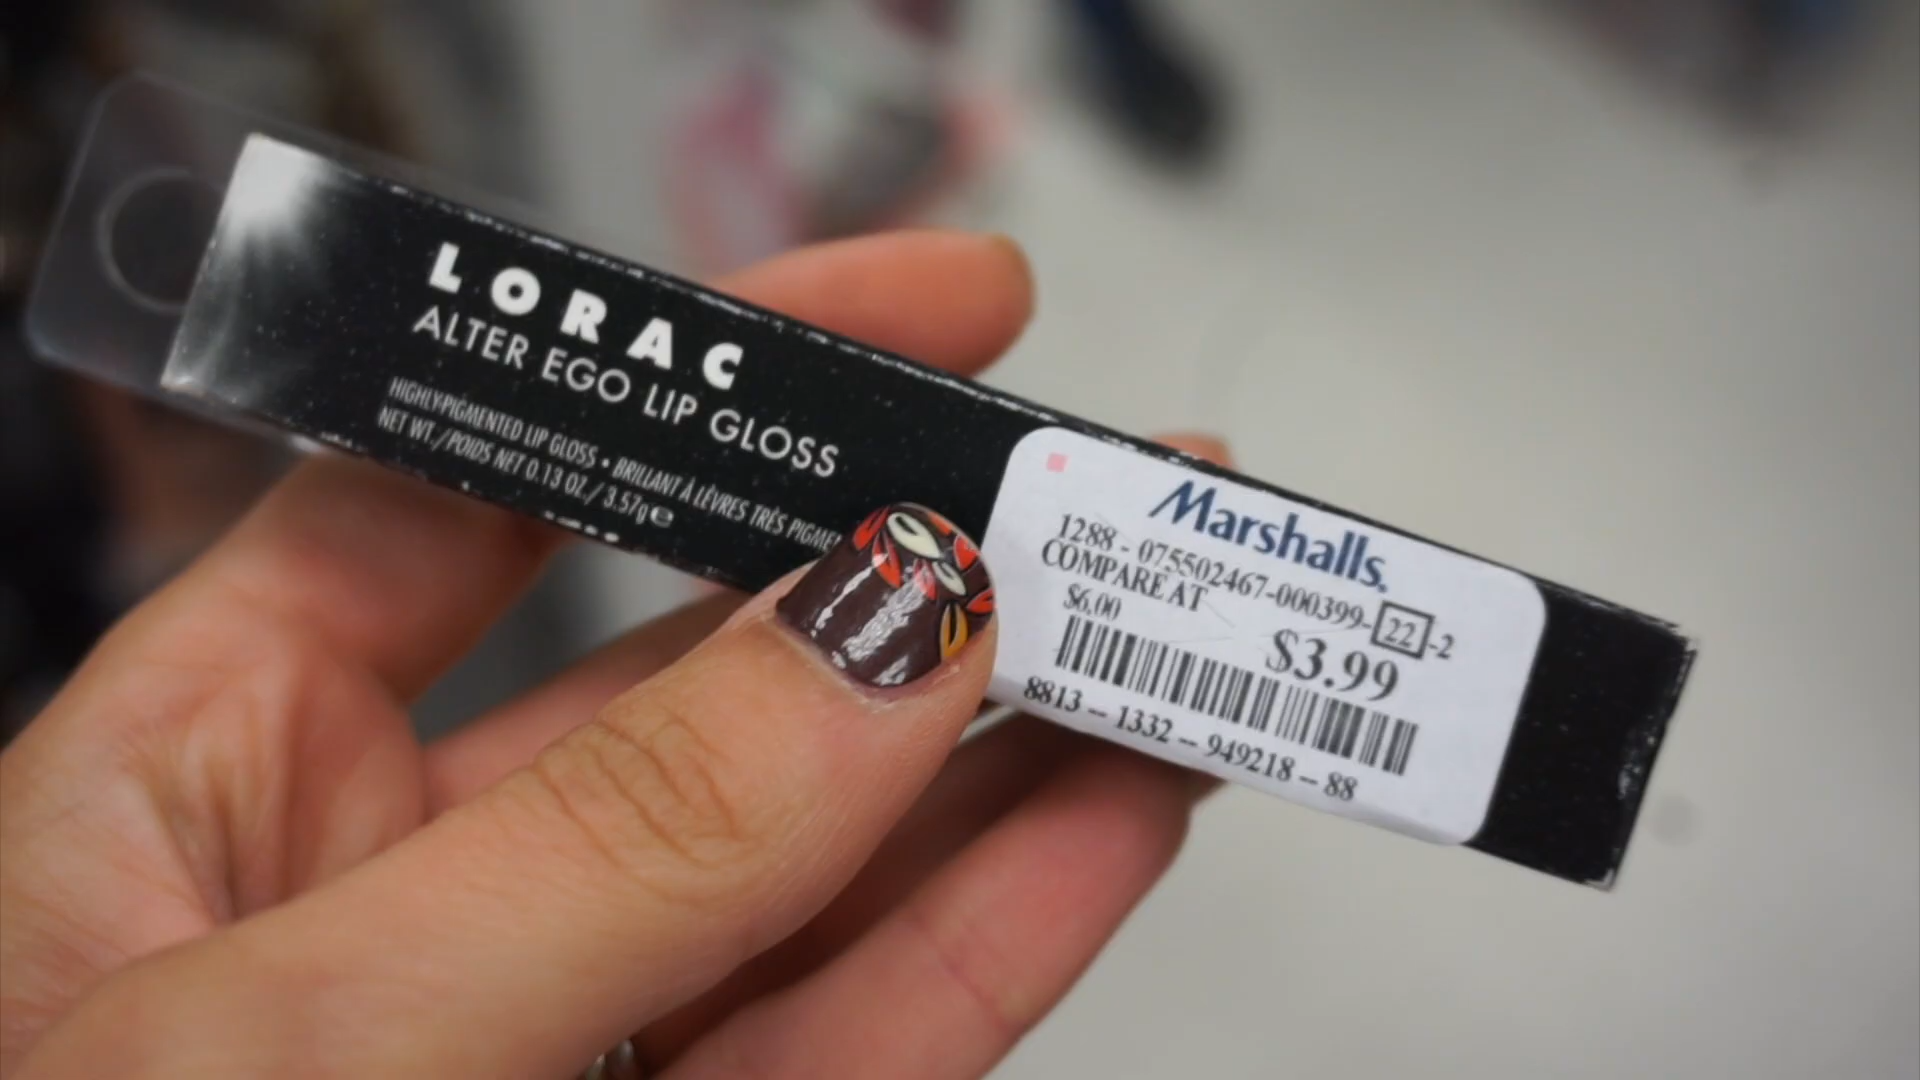 LORAC
ALTER EGO LIP GLOSS
HIGHLY-PIGMENTED LIP GLOSS • BRILLANT À LÈVRES TRÈS PIGME
NET WT./POIDS NET 0.13 OZ./ 3.57g ℮
Marshalls.
1288 - 075502467-000399-22-2
COMPARE AT
$6.00
$3.99
8813 -- 1332 -- 949218 -- 88